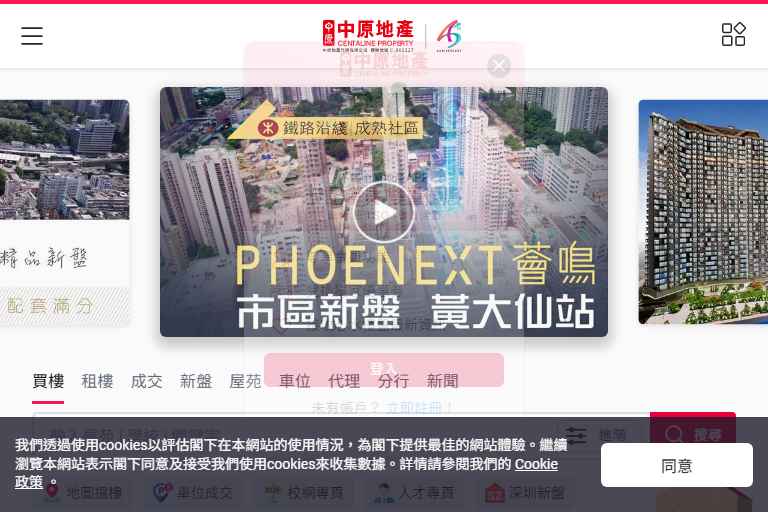 中原地產
CENTALINE PROPERTY
鐵路沿綫 成熟社區
PHOENEXT 薈鳴
市區新盤 黃大仙站
精品新盤
配套滿分
登入
未有帳戶？立即註冊！
買樓 租樓 成交 新盤 屋苑 車位 代理 分行 新聞
搜尋
我們透過使用cookies以評估閣下在本網站的使用情況，為閣下提供最佳的網站體驗。繼續
瀏覽本網站表示閣下同意及接受我們使用cookies來收集數據。詳情請參閱我們的 Cookie
政策 。
同意
地圖搵樓 車位成交 校網專頁 人才專頁 深圳新盤